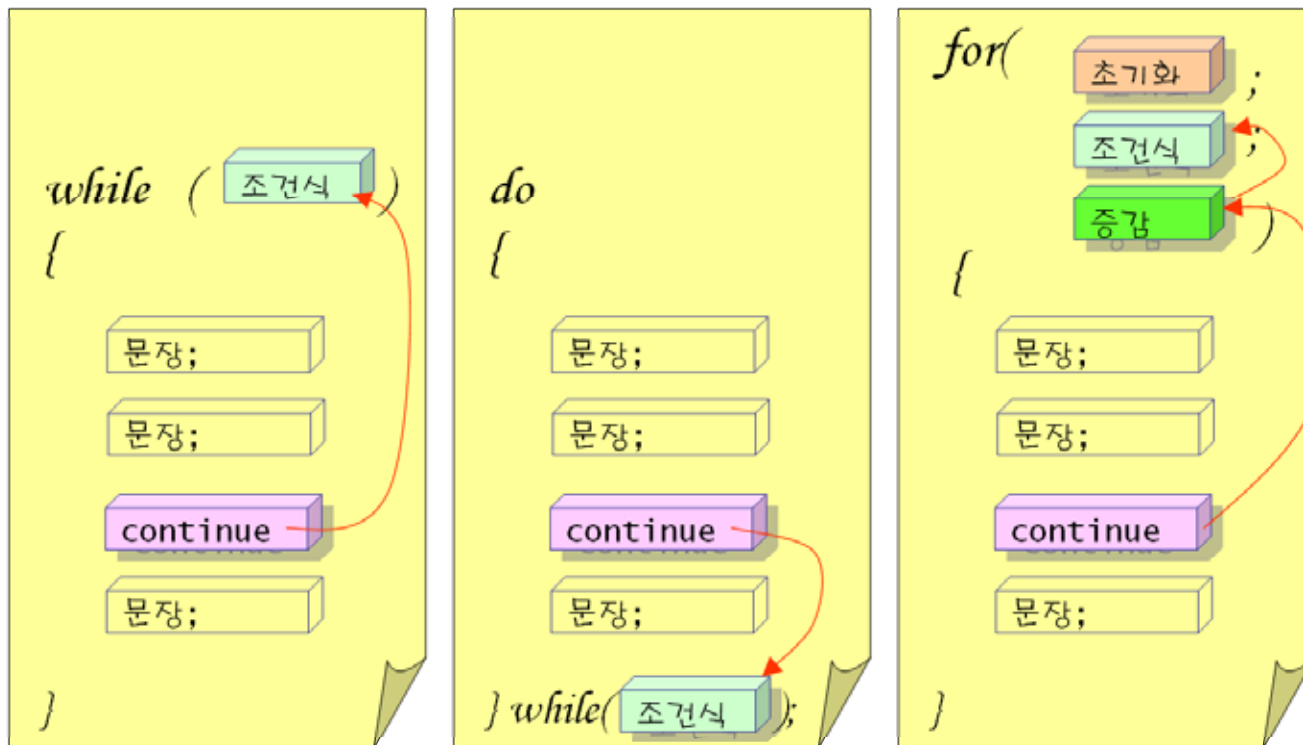 while ( 조건식 )
{
문장;
문장;
continue
문장;
}
do
{
문장;
문장;
continue
문장;
} while( 조건식 );
for( 초기화 ;
조건식 ;
증감 )
{
문장;
문장;
continue
문장;
}